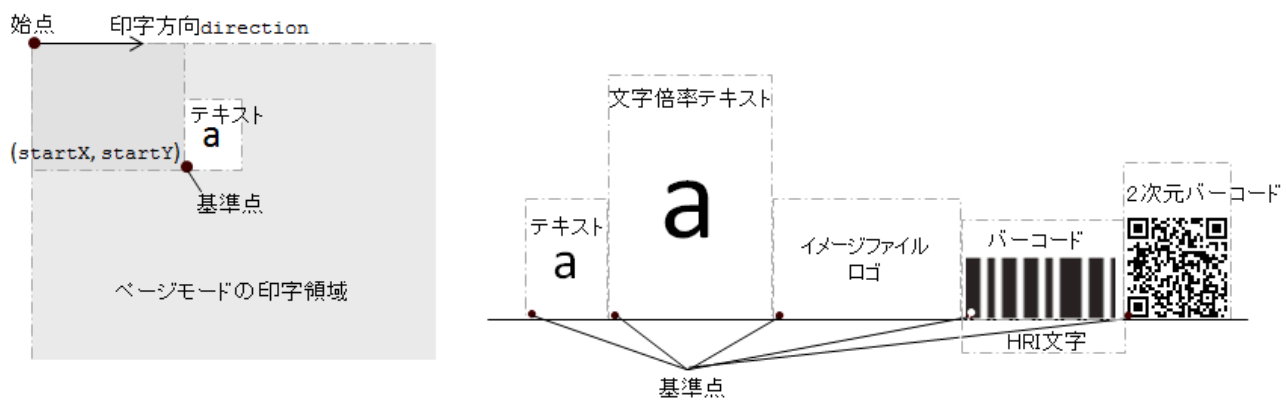 始点
印字方向direction
テキスト
a
(startX, startY)
基準点
ページモードの印字領域
文字倍率テキスト
a
テキスト
a
イメージファイル
ロゴ
バーコード
2次元バーコード
HRI文字
基準点